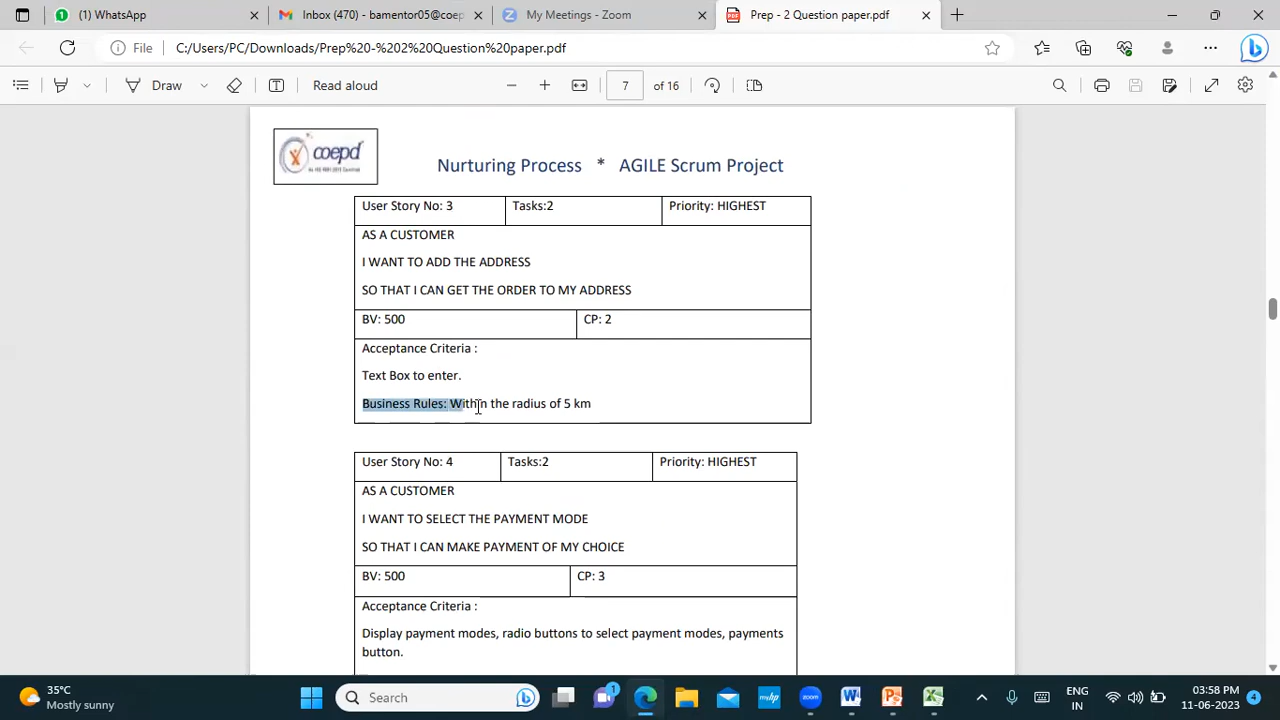 WhatsApp
Inbox (470) - bamentor05@coep
My Meetings - Zoom
Prep - 2 Question paper.pdf
File
C:/Users/PC/Downloads/Prep%20-%202%20Question%20paper.pdf
Draw
Read aloud
7
of 16
coepd
Nurturing Process * AGILE Scrum Project
User Story No: 3
Tasks:2
Priority: HIGHEST
AS A CUSTOMER
I WANT TO ADD THE ADDRESS
SO THAT I CAN GET THE ORDER TO MY ADDRESS
BV: 500
CP: 2
Acceptance Criteria :
Text Box to enter.
Business Rules: Within the radius of 5 km
User Story No: 4
Tasks:2
Priority: HIGHEST
AS A CUSTOMER
I WANT TO SELECT THE PAYMENT MODE
SO THAT I CAN MAKE PAYMENT OF MY CHOICE
BV: 500
CP: 3
Acceptance Criteria :
Display payment modes, radio buttons to select payment modes, payments
button.
35°C
Mostly sunny
Search
1
myhp
zoom
ENG
IN
03:58 PM
11-06-2023
4